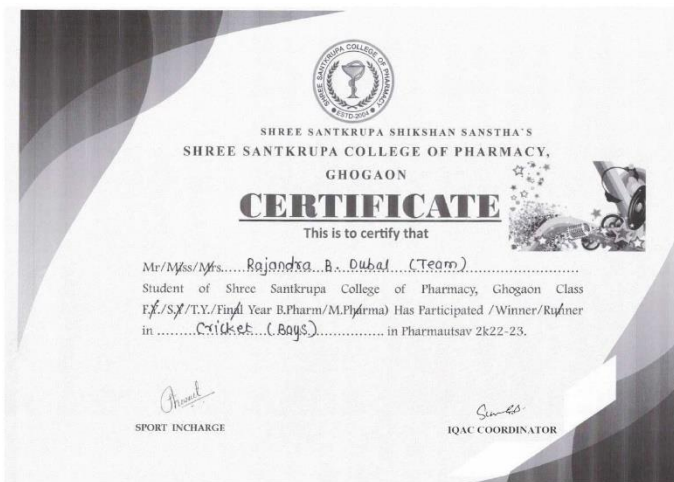 SHREE SANTKRUPA COLLEGE OF PHARMACY
ESTD-2004
SHREE SANTKRUPA SHIKSHAN SANSTHA'S
SHREE SANTKRUPA COLLEGE OF PHARMACY,
GHOGAON
CERTIFICATE
This is to certify that
Mr/Miss/Mrs..... Rajandra B. Dubal (Team)
Student of Shree Santkrupa College of Pharmacy, Ghogaon Class
F.Y./S.Y/T.Y./Final Year B.Pharm/M.Pharma) Has Participated /Winner/Runner
in ............ Cricket (Boys) ................ in Pharmautsav 2k22-23.
SPORT INCHARGE
IQAC COORDINATOR